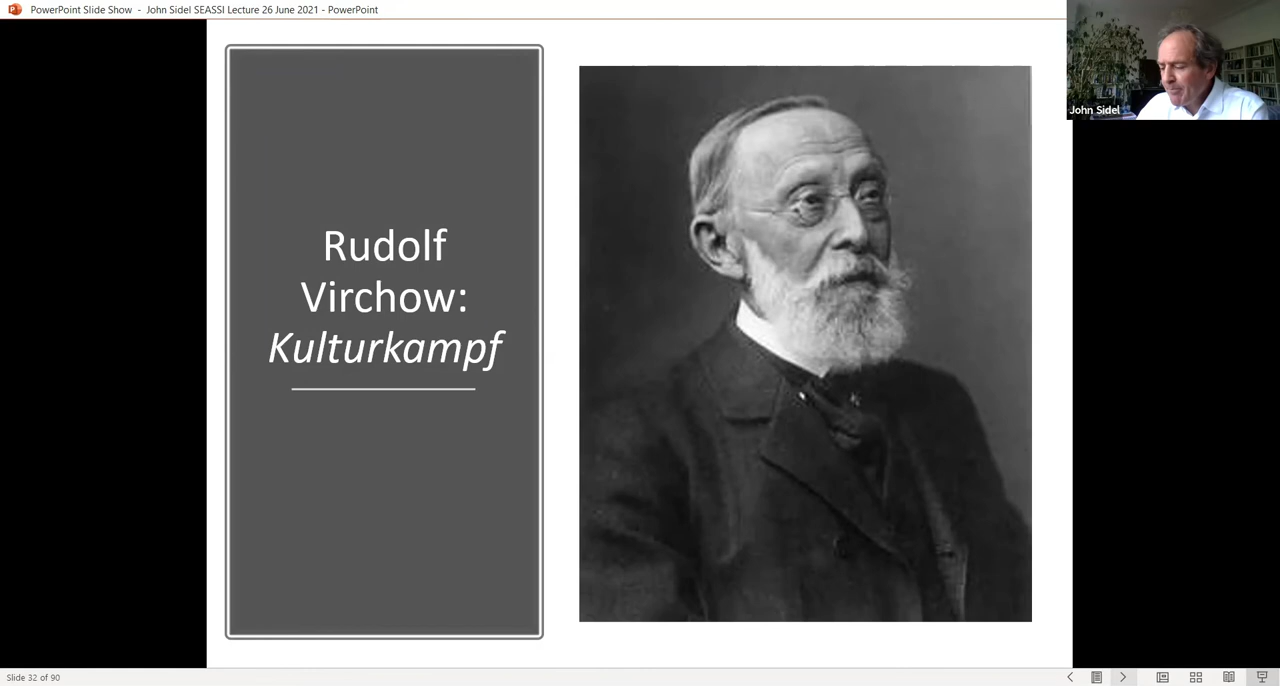 PowerPoint Slide Show - John Sidel SEASSI Lecture 26 June 2021 - PowerPoint
John Sidel
Rudolf
Virchow:
Kulturkampf
Slide 32 of 90